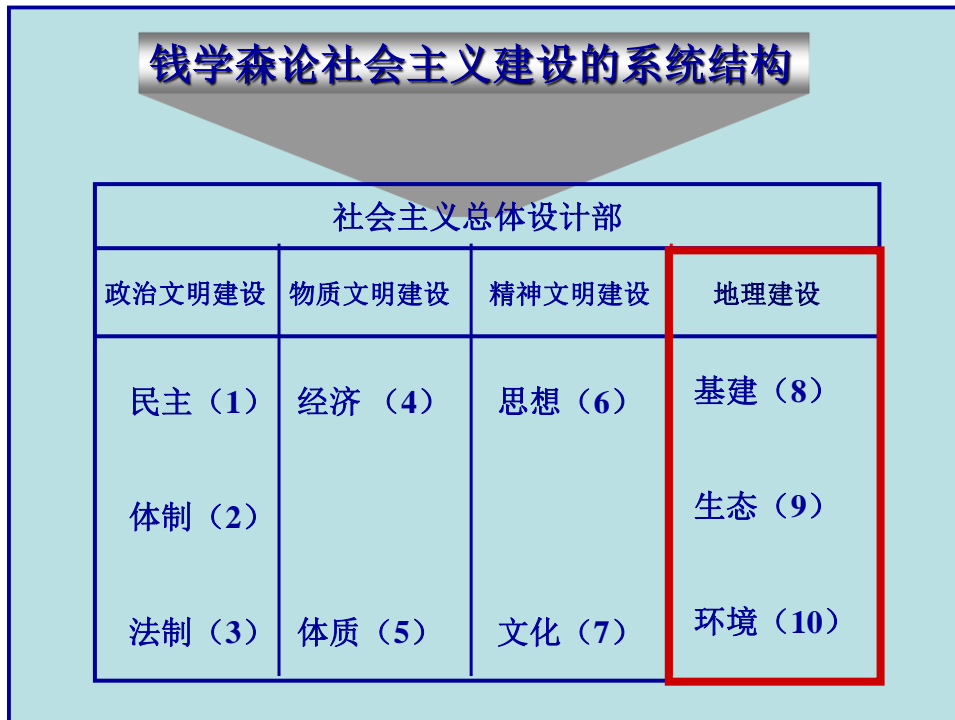 钱学森论社会主义建设的系统结构
社会主义总体设计部
政治文明建设 物质文明建设 精神文明建设 地理建设
民主（1） 经济 （4） 思想（6） 基建（8）
体制（2） 生态（9）
法制（3） 体质（5） 文化（7） 环境（10）